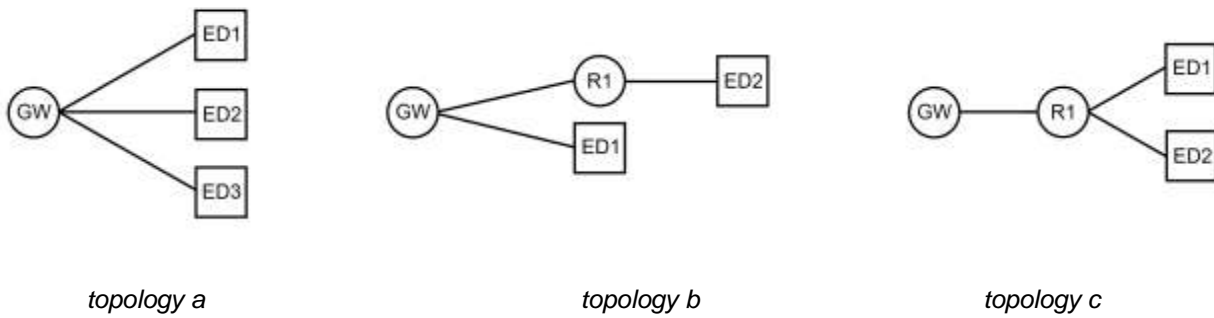 ED1
GW
ED2
ED3
R1
ED2
GW
ED1
ED1
GW
R1
ED2
topology a
topology b
topology c